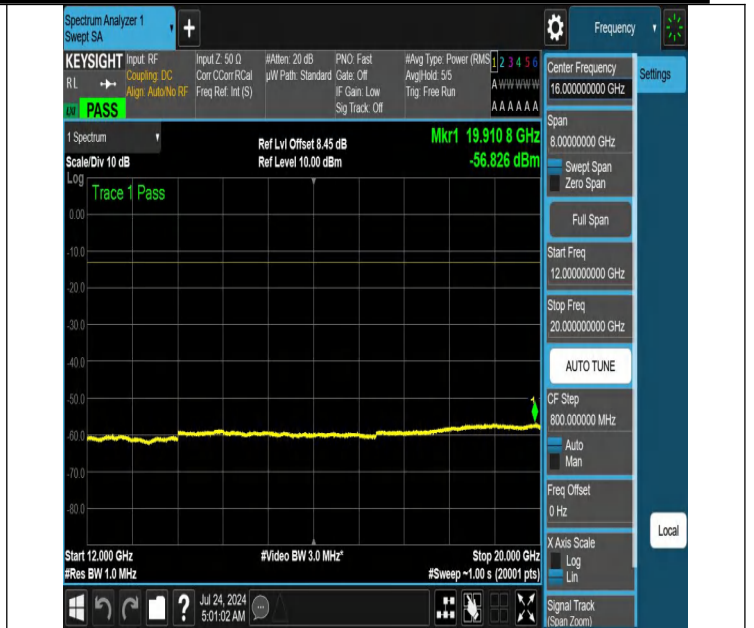 Spectrum Analyzer 1
Swept SA
Frequency
KEYSIGHT
RL
PASS
Input: RF
Coupling: DC
Align: Auto/No RF
Input Z: 50 Ω
Corr CCorr RCal
Freq Ref: Int (S)
#Atten: 20 dB
µW Path: Standard
PNO: Fast
Gate: Off
IF Gain: Low
Sig Track: Off
#Avg Type: Power (RMS
Avg|Hold: 5/5
Trig: Free Run
1 2 3 4 5 6
A W W W W W
A A A A A A
1 Spectrum
Scale/Div 10 dB
Ref Lvl Offset 8.45 dB
Ref Level 10.00 dBm
Mkr1 19.910 8 GHz
-56.826 dBm
Log
Trace 1 Pass
0.00
-10.0
-20.0
-30.0
-40.0
-50.0
-60.0
-70.0
-80.0
1
Start 12.000 GHz
#Res BW 1.0 MHz
#Video BW 3.0 MHz*
Stop 20.000 GHz
#Sweep ~1.00 s (20001 pts)
Jul 24, 2024
5:01:02 AM
?
Center Frequency
16.000000000 GHz
Settings
Span
8.00000000 GHz
Swept Span
Zero Span
Full Span
Start Freq
12.000000000 GHz
Stop Freq
20.000000000 GHz
AUTO TUNE
CF Step
800.000000 MHz
Auto
Man
Freq Offset
0 Hz
X Axis Scale
Log
Lin
Local
Signal Track
(Span Zoom)